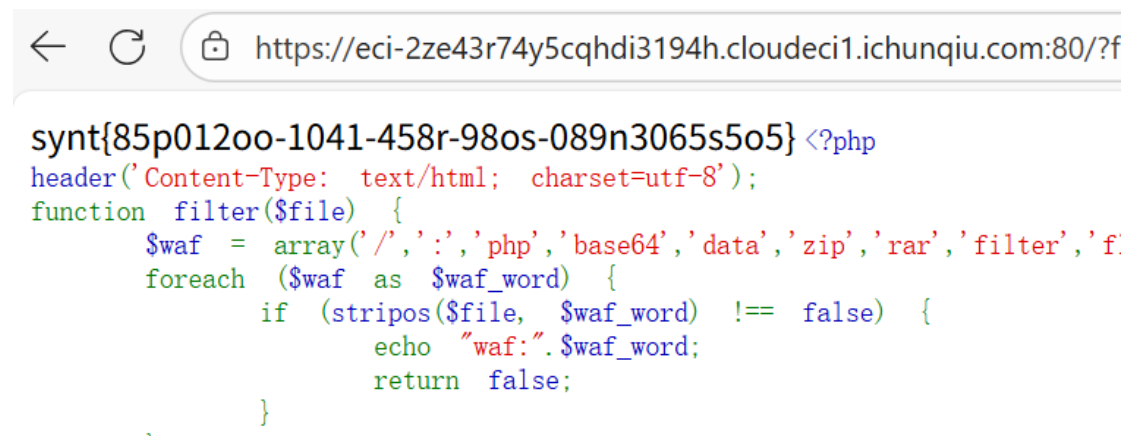 https://eci-2ze43r74y5cqhdi3194h.cloudeci1.ichunqiu.com:80/?f
synt{85p012oo-1041-458r-98os-089n3065s5o5} <?php
header('Content-Type: text/html; charset=utf-8');
function filter($file) {
$waf = array('/',':','php','base64','data','zip','rar','filter','fl
foreach ($waf as $waf_word) {
if (stripos($file, $waf_word) !== false) {
echo "waf:".$waf_word;
return false;
}